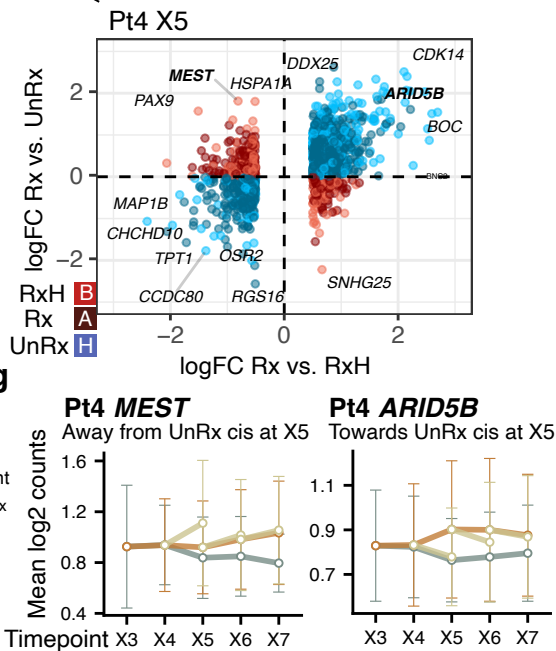 Pt4 X5
DDX25
CDK14
MEST
HSPA1A
PAX9
ARID5B
BOC
MAP1B
CHCHD10
TPT1
OSR2
CCDC80
RGS16
SNHG25
logFC Rx vs. UnRx
2
0
−2
RxH B
Rx A
UnRx H
−2 0 2
logFC Rx vs. RxH
g
Pt4 MEST
Away from UnRx cis at X5
Mean log2 counts
1.6
1.2
0.8
0.4
Timepoint X3 X4 X5 X6 X7
Pt4 ARID5B
Towards UnRx cis at X5
1.1
0.9
0.7
X3 X4 X5 X6 X7